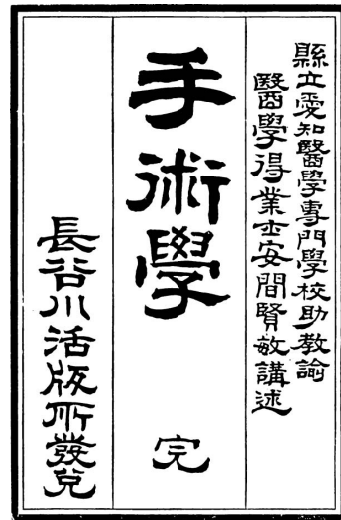 縣立愛知醫學專門學校助教諭
醫學得業士安間賢敏講述
手術學
完
長谷川活版所發兌